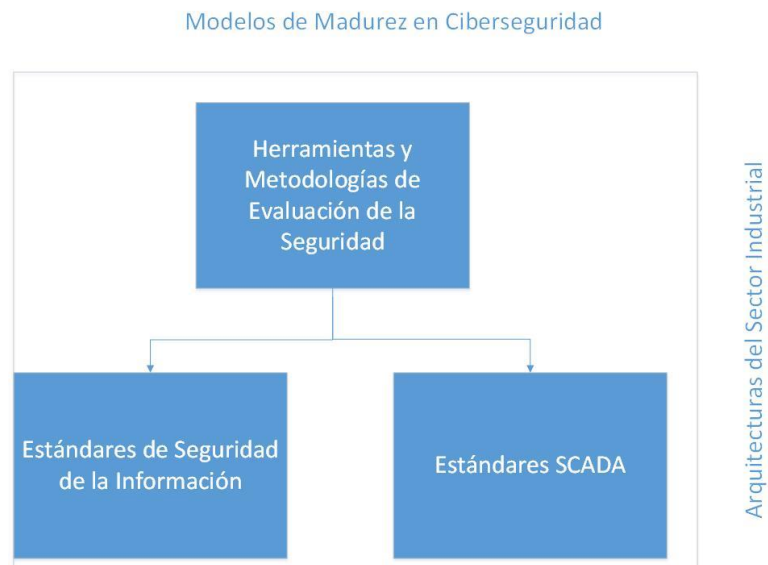 Modelos de Madurez en Ciberseguridad
Herramientas y
Metodologías de
Evaluación de la
Seguridad
Estándares de Seguridad
de la Información
Estándares SCADA
Arquitecturas del Sector Industrial